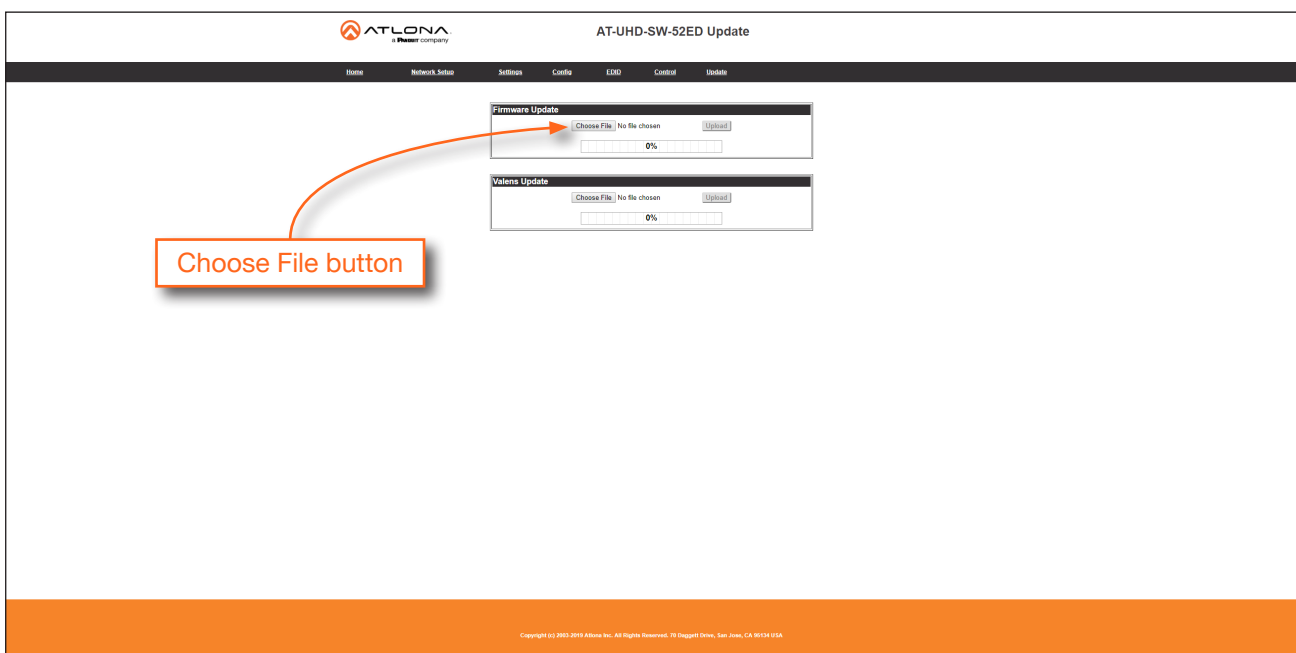 ATLONA
a PANDUIT company
AT-UHD-SW-52ED Update
Home Network Setup Settings Config EDID Control Update
Firmware Update
Choose File No file chosen Upload
0%
Valens Update
Choose File No file chosen Upload
0%
Choose File button
Copyright (c) 2003-2019 Atlona Inc. All Rights Reserved. 70 Daggett Drive, San Jose, CA 95134 USA